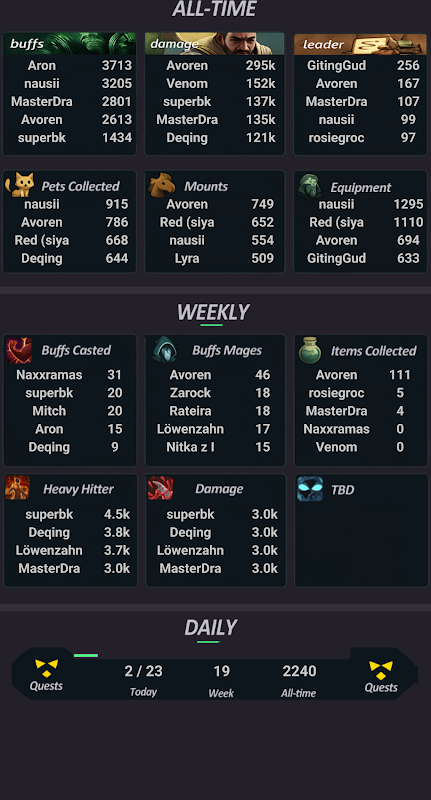 ALL-TIME
buffs
Aron 3713
nausii 3205
MasterDra 2801
Avoren 2613
superbk 1434
damage
Avoren 295k
Venom 152k
superbk 137k
MasterDra 135k
Deqing 121k
leader
GitingGud 256
Avoren 167
MasterDra 107
nausii 99
rosiegroc 97
Pets Collected
nausii 915
Avoren 786
Red (siya 668
Deqing 644
Mounts
Avoren 749
Red (siya 652
nausii 554
Lyra 509
Equipment
nausii 1295
Red (siya 1110
Avoren 694
GitingGud 633
WEEKLY
Buffs Casted
Naxxramas 31
superbk 20
Mitch 20
Aron 15
Deqing 9
Buffs Mages
Avoren 46
Zarock 18
Rateira 18
Löwenzahn 17
Nitka z I 15
Items Collected
Avoren 111
rosiegroc 5
MasterDra 4
Naxxramas 0
Venom 0
Heavy Hitter
superbk 4.5k
Deqing 3.8k
Löwenzahn 3.7k
MasterDra 3.0k
Damage
superbk 3.0k
Deqing 3.0k
Löwenzahn 3.0k
MasterDra 3.0k
TBD
DAILY
Quests
2 / 23
Today
19
Week
2240
All-time
Quests